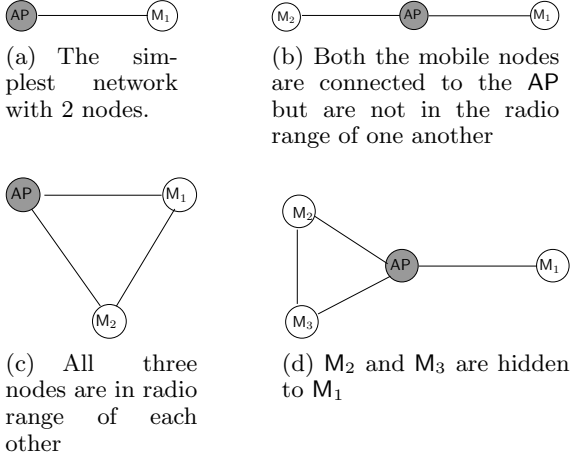 AP M₁
M₂ AP M₁
(a) The sim-
plest network
with 2 nodes.
(b) Both the mobile nodes
are connected to the AP
but are not in the radio
range of one another
AP M₁
M₂
M₂
AP M₁
M₃
(c) All three
nodes are in radio
range of each
other
(d) M₂ and M₃ are hidden
to M₁